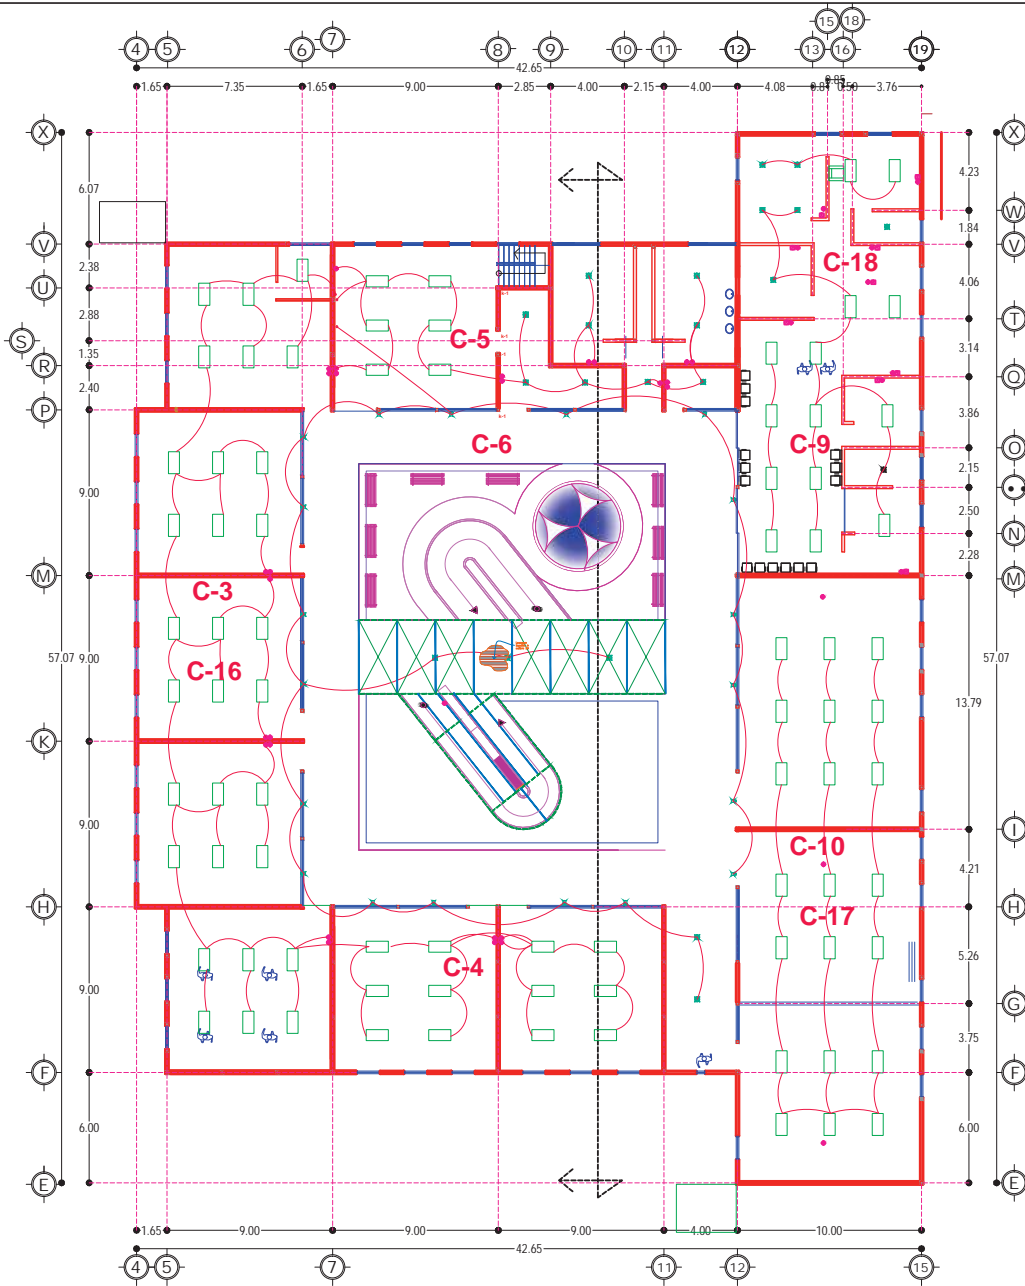 15 18
4 5 6 7 8 9 10 11 12 13 16 19
42.65
0.85
1.65 7.35 1.65 9.00 2.85 4.00 2.15 4.00 4.08 0.50 3.76
X X
6.07 4.23
W
1.84
V V
2.38 C-18 4.06
U
2.88 T
S C-5 3.14
1.35
R Q
2.40 3.86
P
C-6 C-9 O
2.15
9.00 2.50
N
2.28
M M
C-3
57.07 9.00 C-16 57.07
13.79
K
9.00 I
C-10 4.21
H H
C-17
5.26
C-4
9.00 G
3.75
F F
6.00 6.00
E E
1.65 9.00 9.00 9.00 4.00 10.00
42.65
4 5 7 11 12 15